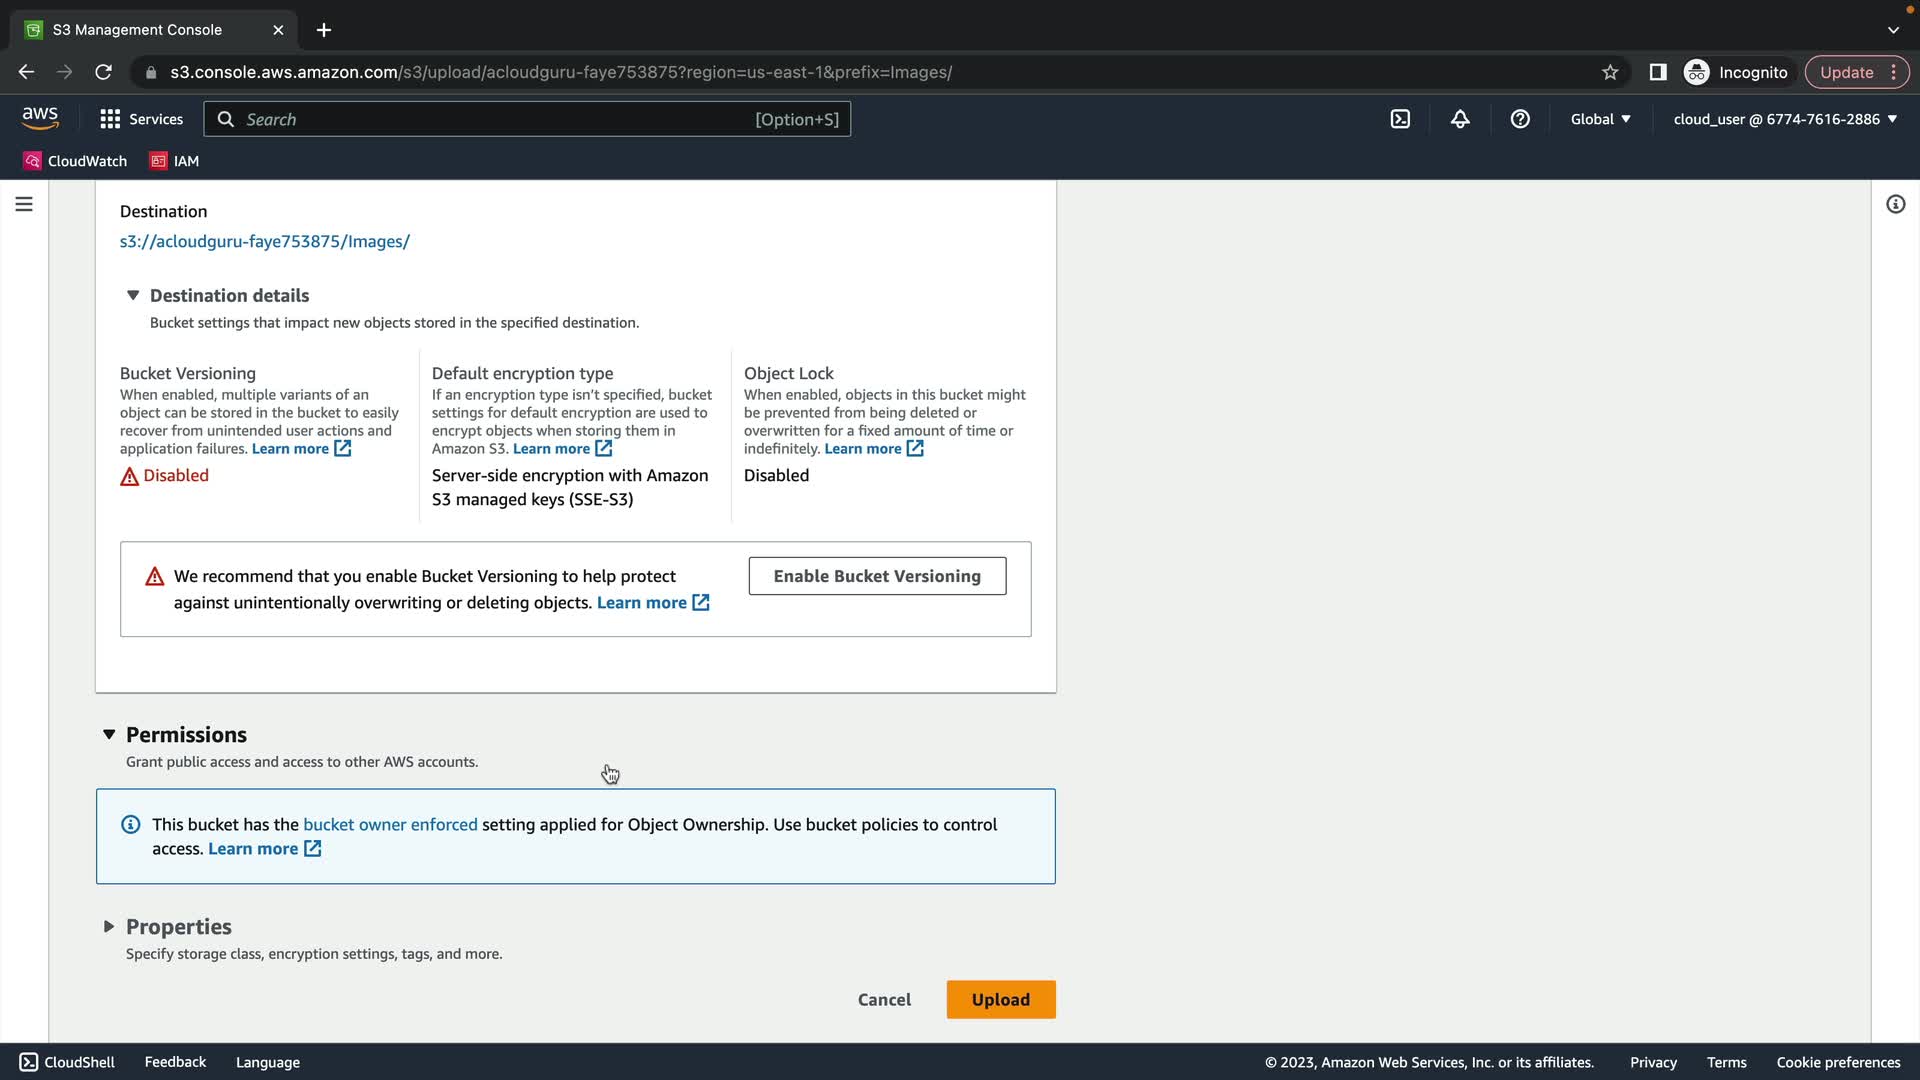 S3 Management Console
s3.console.aws.amazon.com/s3/upload/acloudguru-faye753875?region=us-east-1&prefix=Images/
Incognito
Update
aws
Services
Search
[Option+S]
Global
cloud_user @ 6774-7616-2886
CloudWatch
IAM
Destination
s3://acloudguru-faye753875/Images/
Destination details
Bucket settings that impact new objects stored in the specified destination.
Bucket Versioning
When enabled, multiple variants of an
object can be stored in the bucket to easily
recover from unintended user actions and
application failures. Learn more
Disabled
Default encryption type
If an encryption type isn't specified, bucket
settings for default encryption are used to
encrypt objects when storing them in
Amazon S3. Learn more
Server-side encryption with Amazon
S3 managed keys (SSE-S3)
Object Lock
When enabled, objects in this bucket might
be prevented from being deleted or
overwritten for a fixed amount of time or
indefinitely. Learn more
Disabled
We recommend that you enable Bucket Versioning to help protect
against unintentionally overwriting or deleting objects. Learn more
Enable Bucket Versioning
Permissions
Grant public access and access to other AWS accounts.
This bucket has the bucket owner enforced setting applied for Object Ownership. Use bucket policies to control
access. Learn more
Properties
Specify storage class, encryption settings, tags, and more.
Cancel
Upload
CloudShell
Feedback
Language
© 2023, Amazon Web Services, Inc. or its affiliates.
Privacy
Terms
Cookie preferences